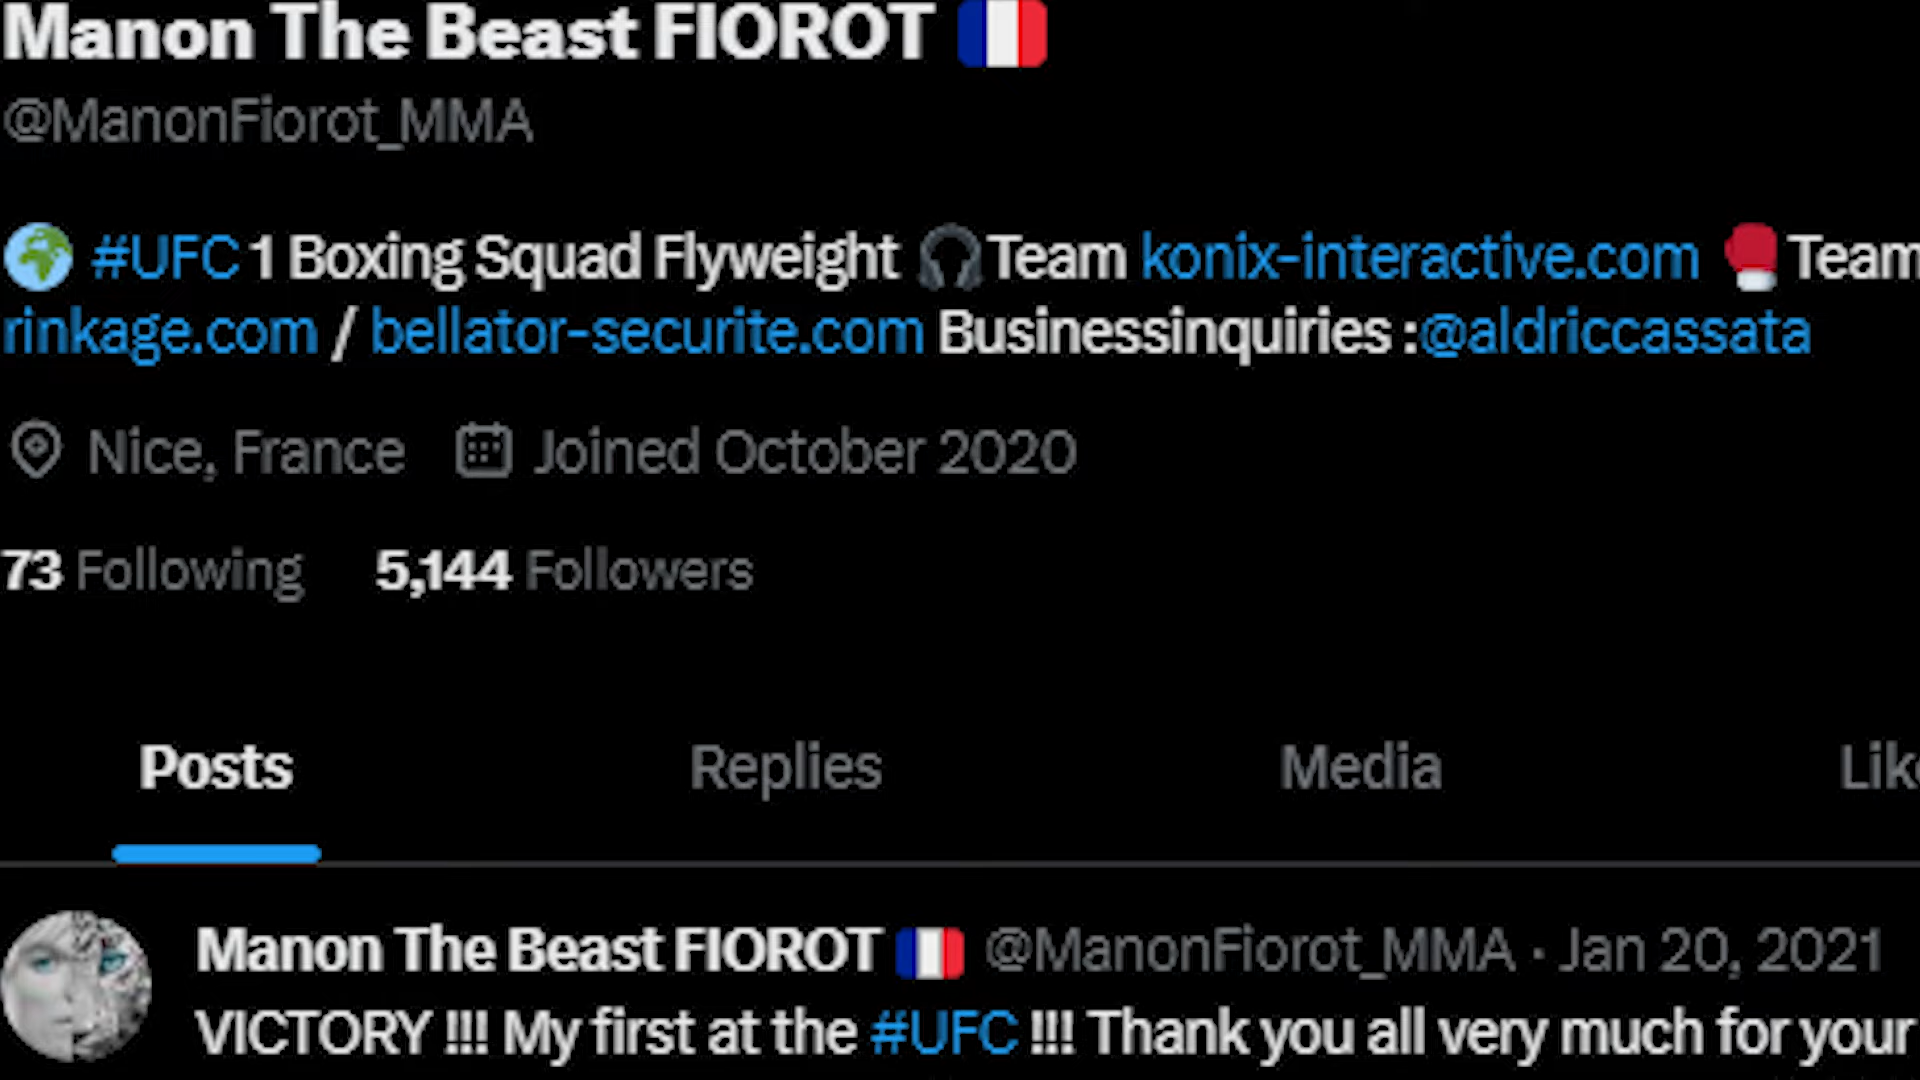 Manon The Beast FIOROT
@ManonFiorot_MMA
#UFC 1 Boxing Squad Flyweight Team konix-interactive.com Team
rinkage.com / bellator-securite.com Businessinquiries :@aldriccassata
Nice, France Joined October 2020
73 Following 5,144 Followers
Posts Replies Media
Manon The Beast FIOROT @ManonFiorot_MMA · Jan 20, 2021
VICTORY !!! My first at the #UFC !!! Thank you all very much for your